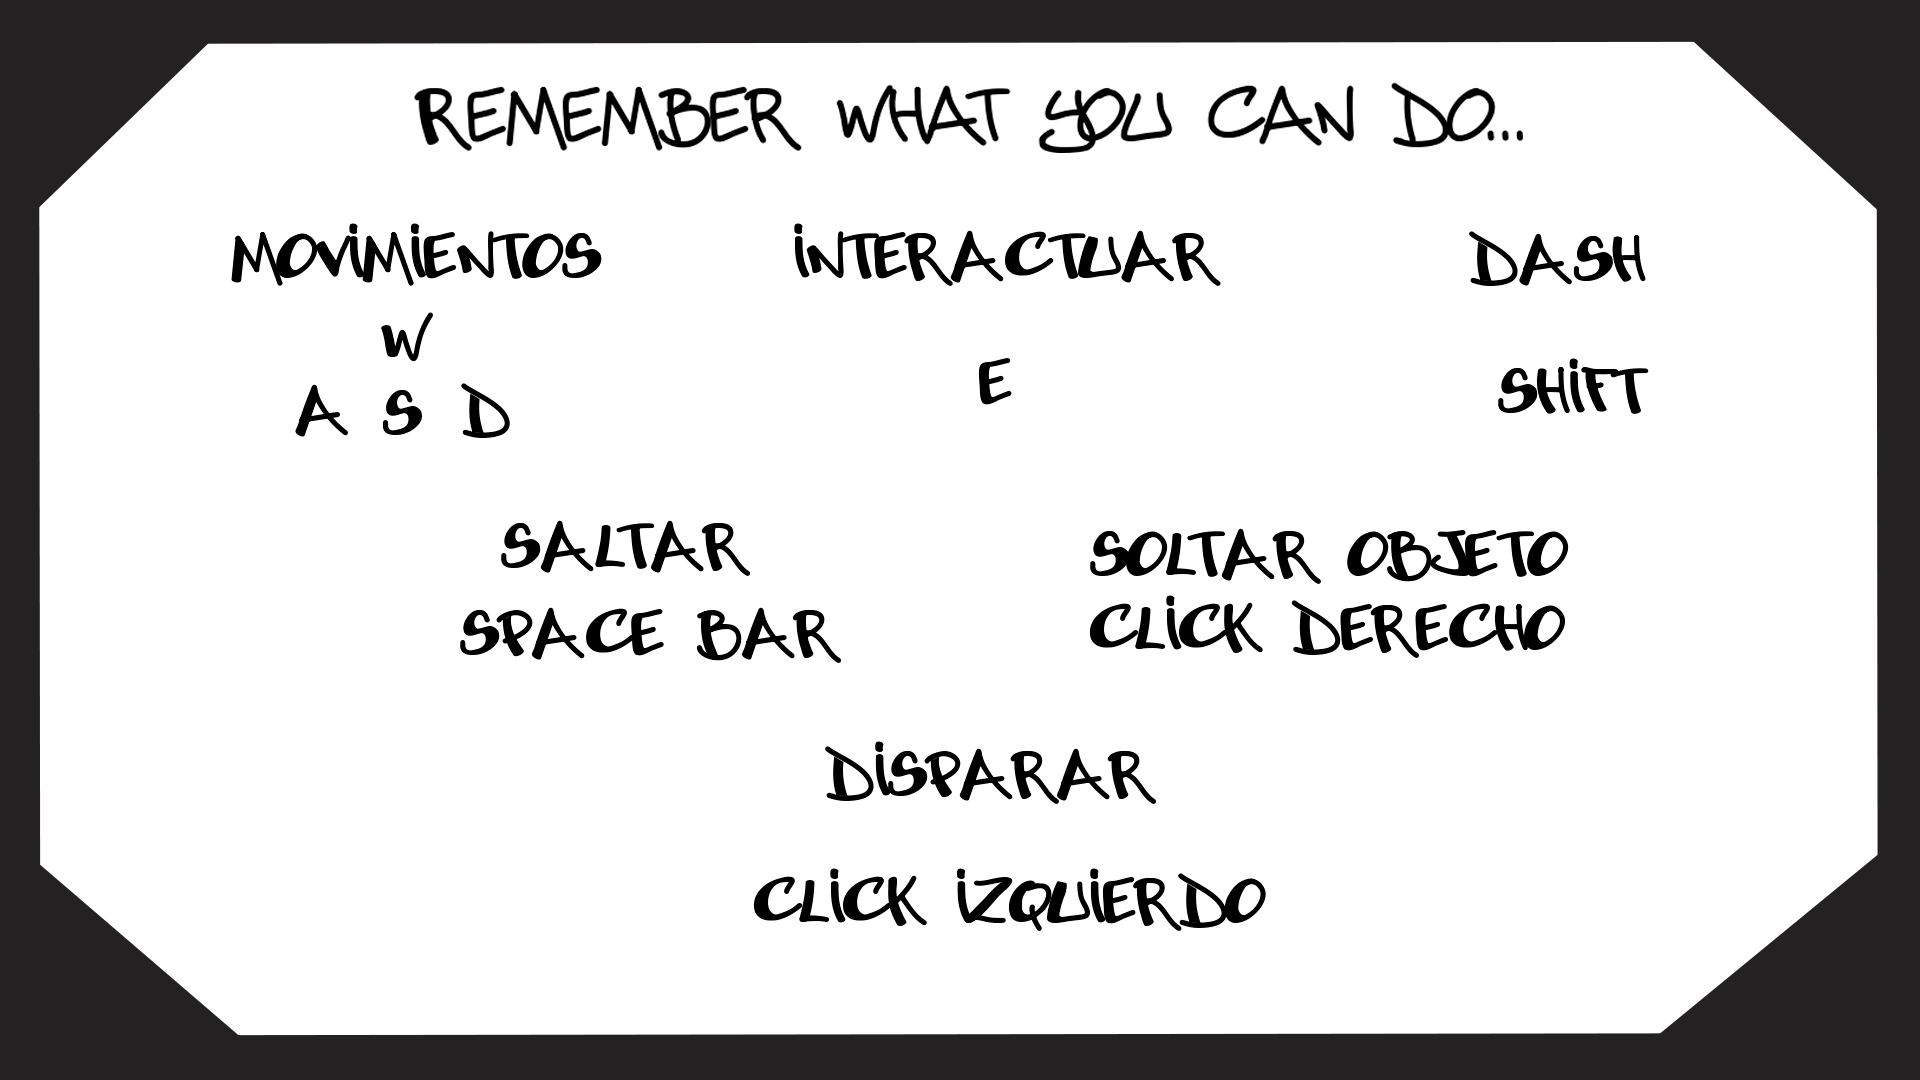 REMEMBER WHAT YOU CAN DO...
MOVIMIENTOS
W
A S D
INTERACTUAR
E
DASH
SHIFT
SALTAR
SPACE BAR
SOLTAR OBJETO
CLICK DERECHO
DISPARAR
CLICK IZQUIERDO